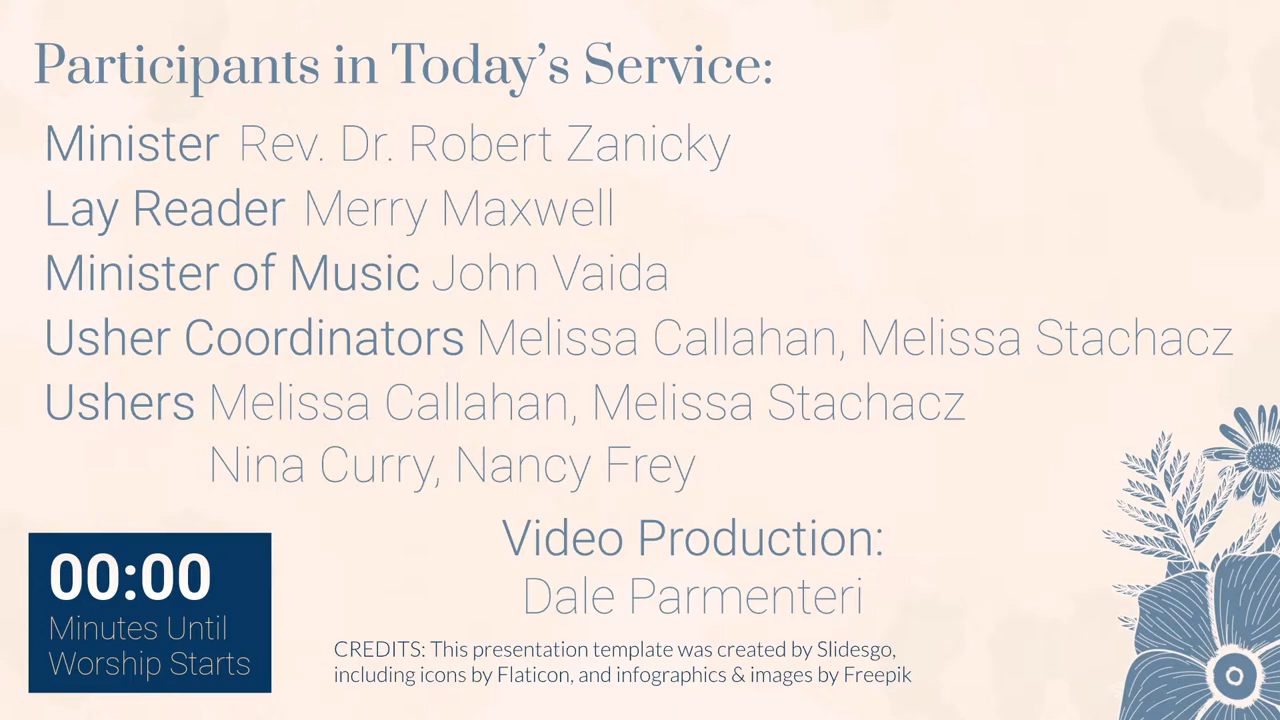 Participants in Today’s Service:
Minister Rev. Dr. Robert Zanicky
Lay Reader Merry Maxwell
Minister of Music John Vaida
Usher Coordinators Melissa Callahan, Melissa Stachacz
Ushers Melissa Callahan, Melissa Stachacz
Nina Curry, Nancy Frey
Video Production:
Dale Parmenteri
00:00
Minutes Until
Worship Starts
CREDITS: This presentation template was created by Slidesgo,
including icons by Flaticon, and infographics & images by Freepik